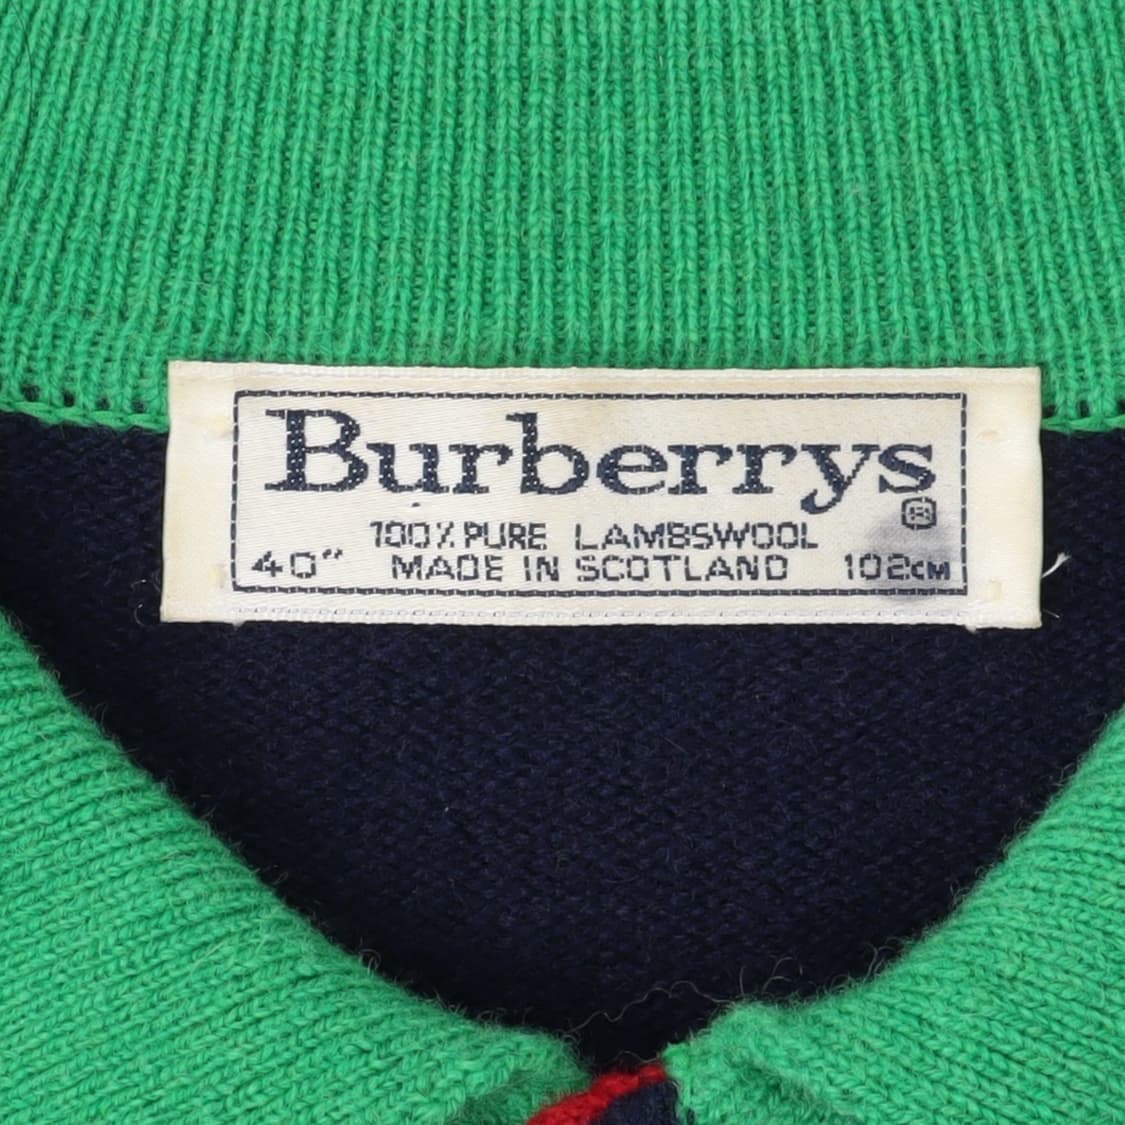 Burberrys
®
100% PURE LAMBSWOOL
40" MADE IN SCOTLAND 102CM